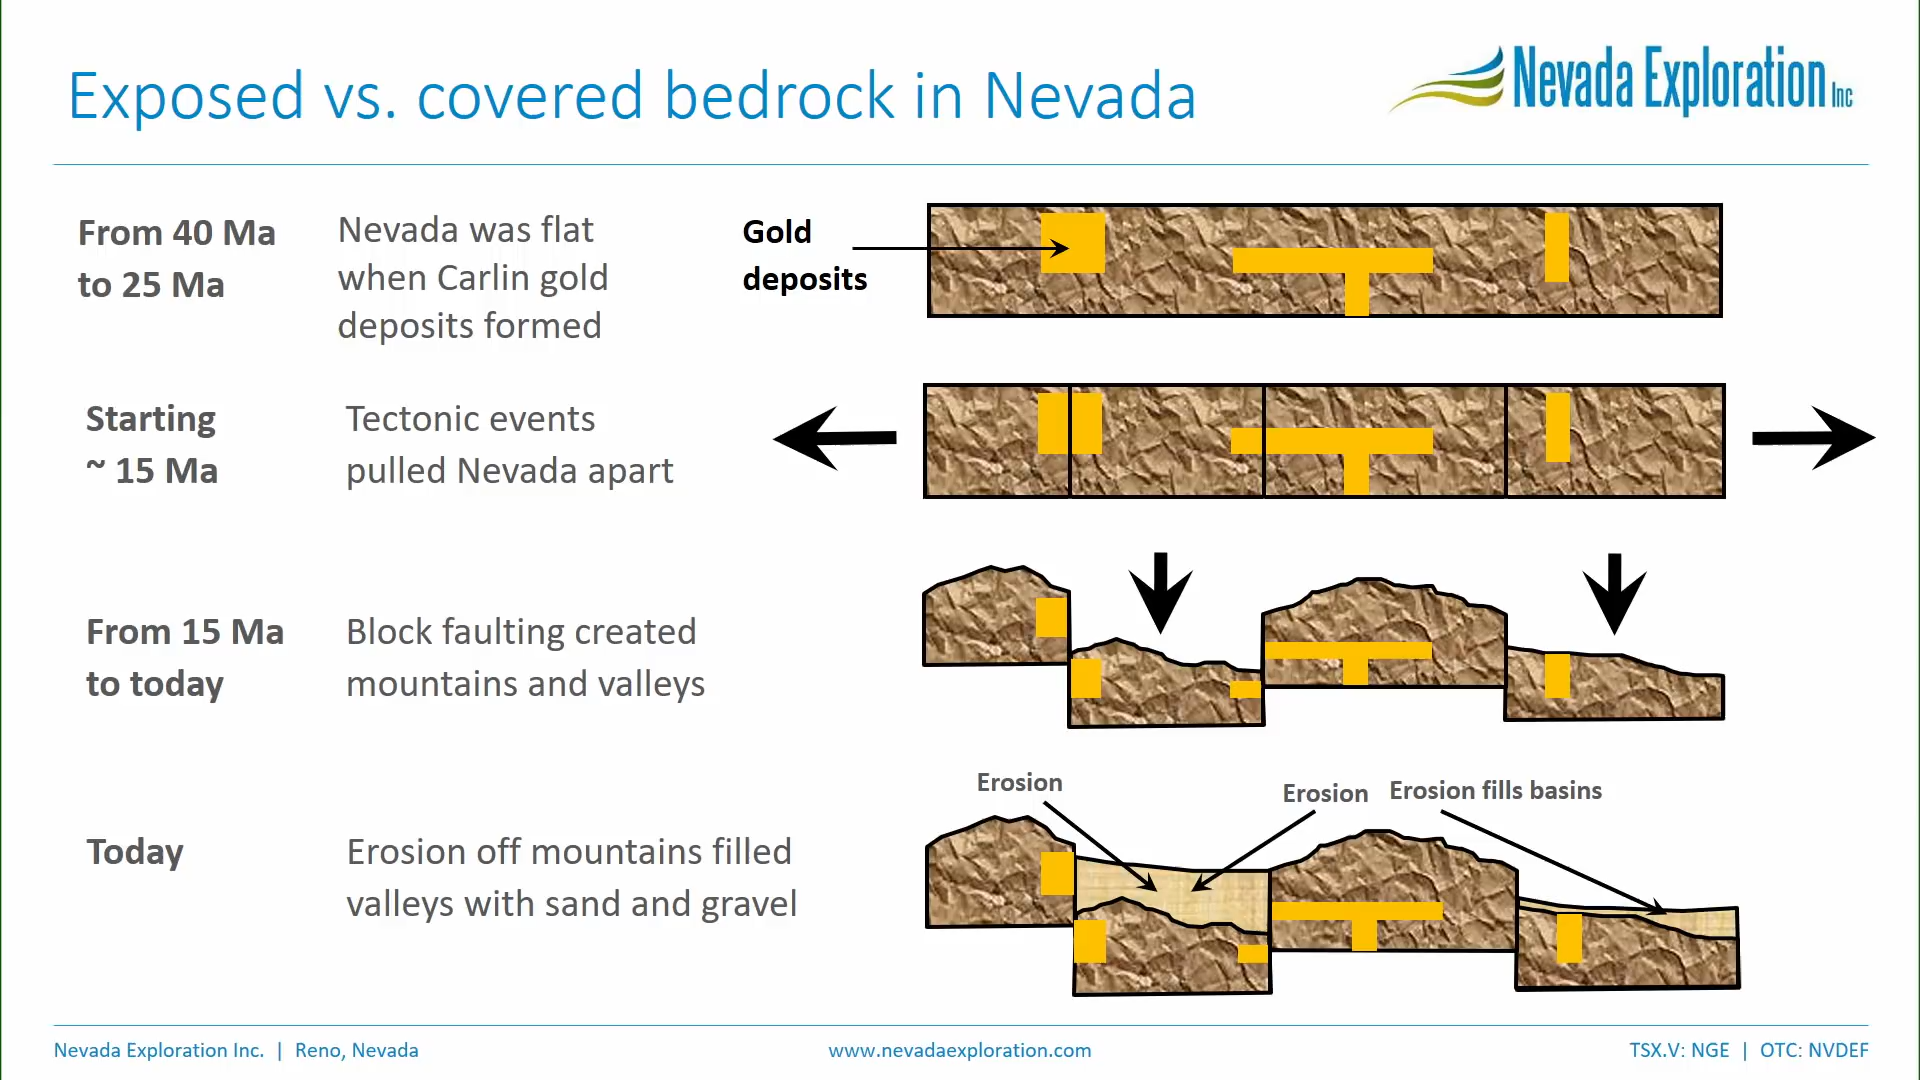 Exposed vs. covered bedrock in Nevada
Nevada Exploration Inc
From 40 Ma
to 25 Ma
Nevada was flat
when Carlin gold
deposits formed
Gold
deposits
Starting
~ 15 Ma
Tectonic events
pulled Nevada apart
From 15 Ma
to today
Block faulting created
mountains and valleys
Erosion
Erosion
Erosion fills basins
Today
Erosion off mountains filled
valleys with sand and gravel
Nevada Exploration Inc. | Reno, Nevada
www.nevadaexploration.com
TSX.V: NGE | OTC: NVDEF